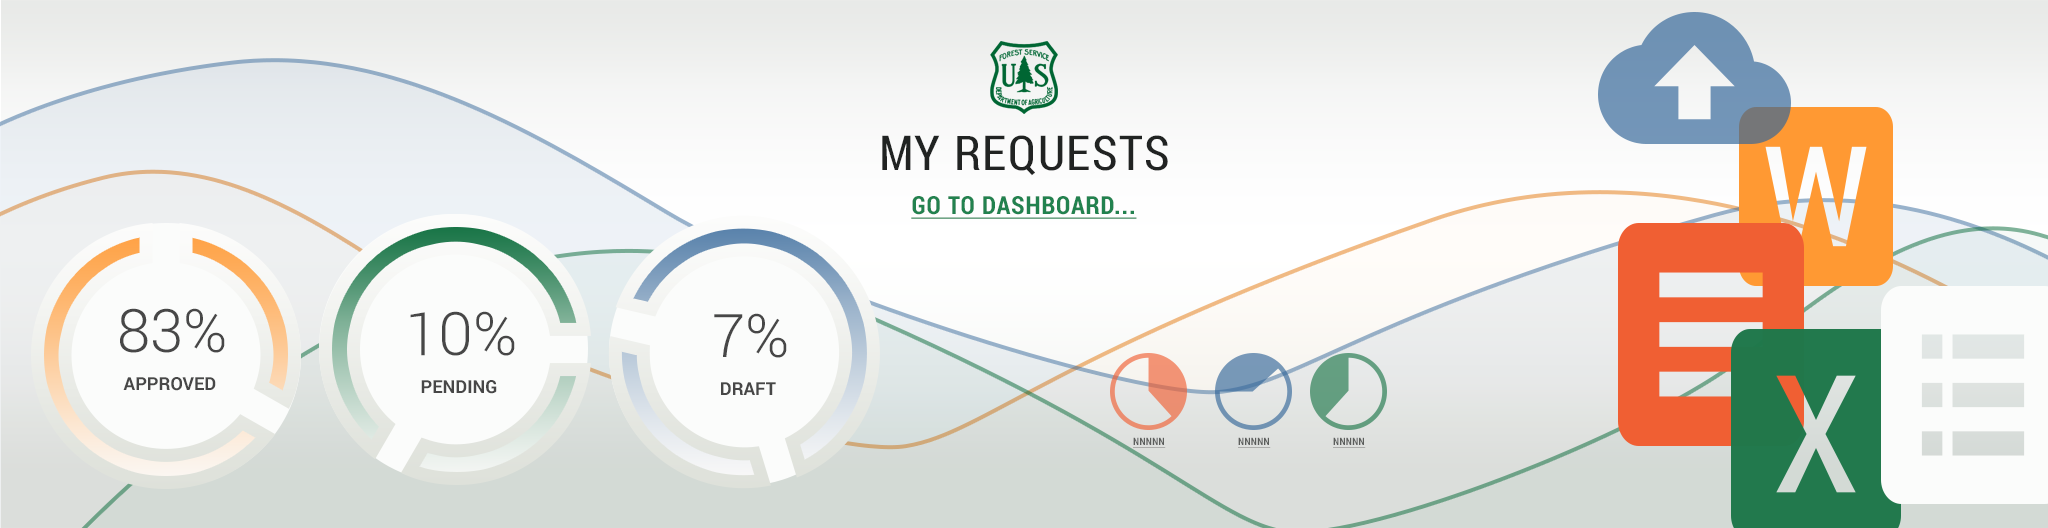 FOREST SERVICE
U S
DEPARTMENT OF AGRICULTURE
MY REQUESTS
GO TO DASHBOARD...
83%
APPROVED
10%
PENDING
7%
DRAFT
NNNNN
NNNNN
NNNNN
W
X